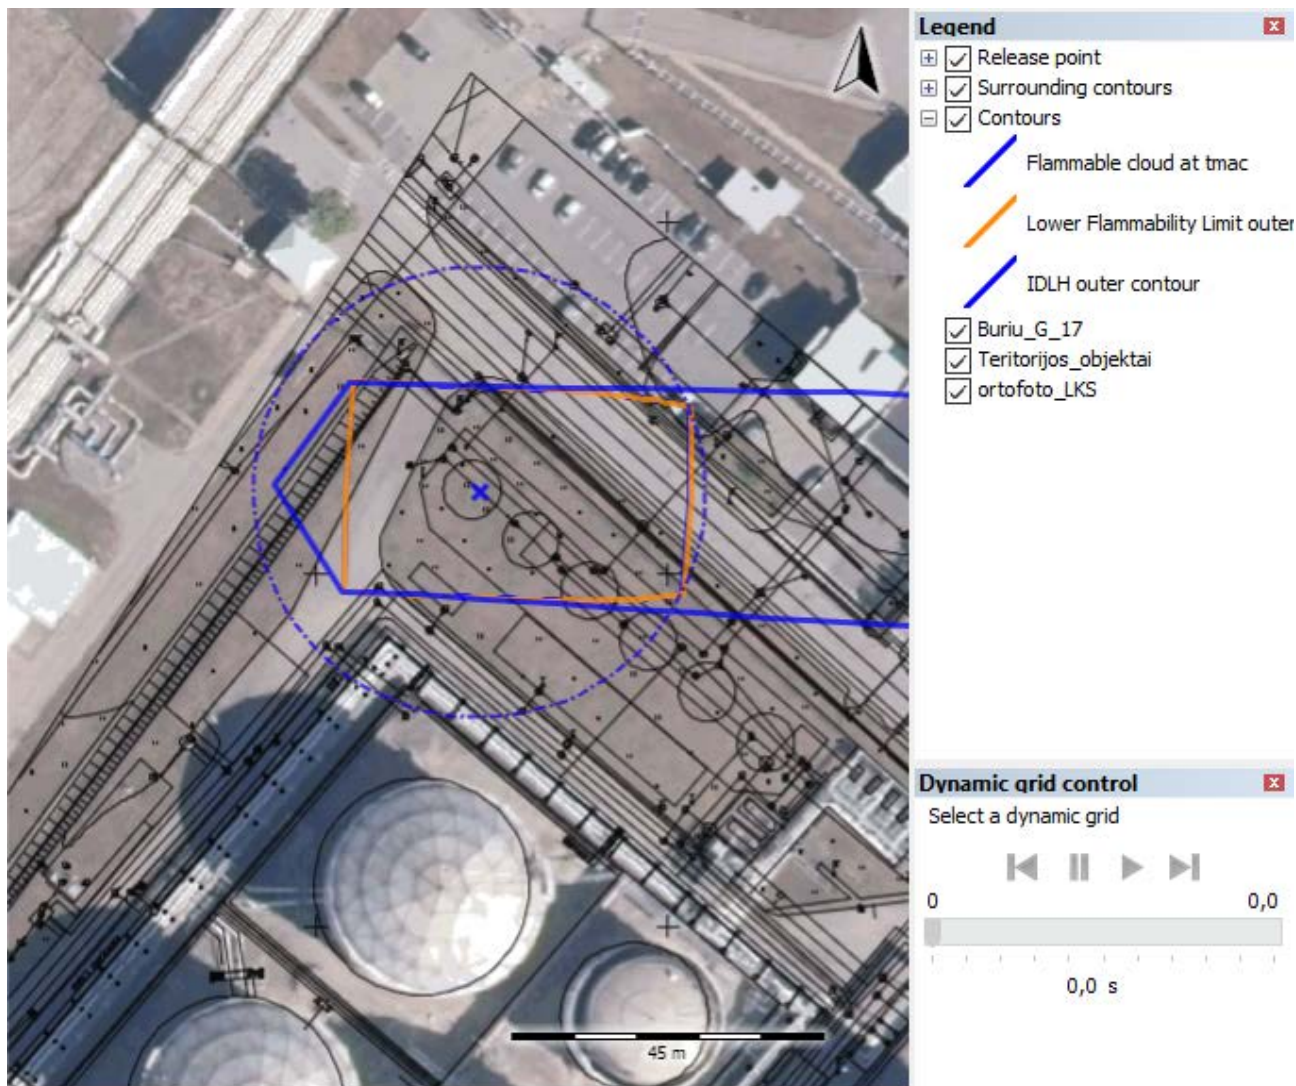 Legend
Release point
Surrounding contours
Contours
Flammable cloud at tmac
Lower Flammability Limit outer
IDLH outer contour
Buriu_G_17
Teritorijos_objektai
ortofoto_LKS
45 m
Dynamic grid control
Select a dynamic grid
0 0,0
0,0 s